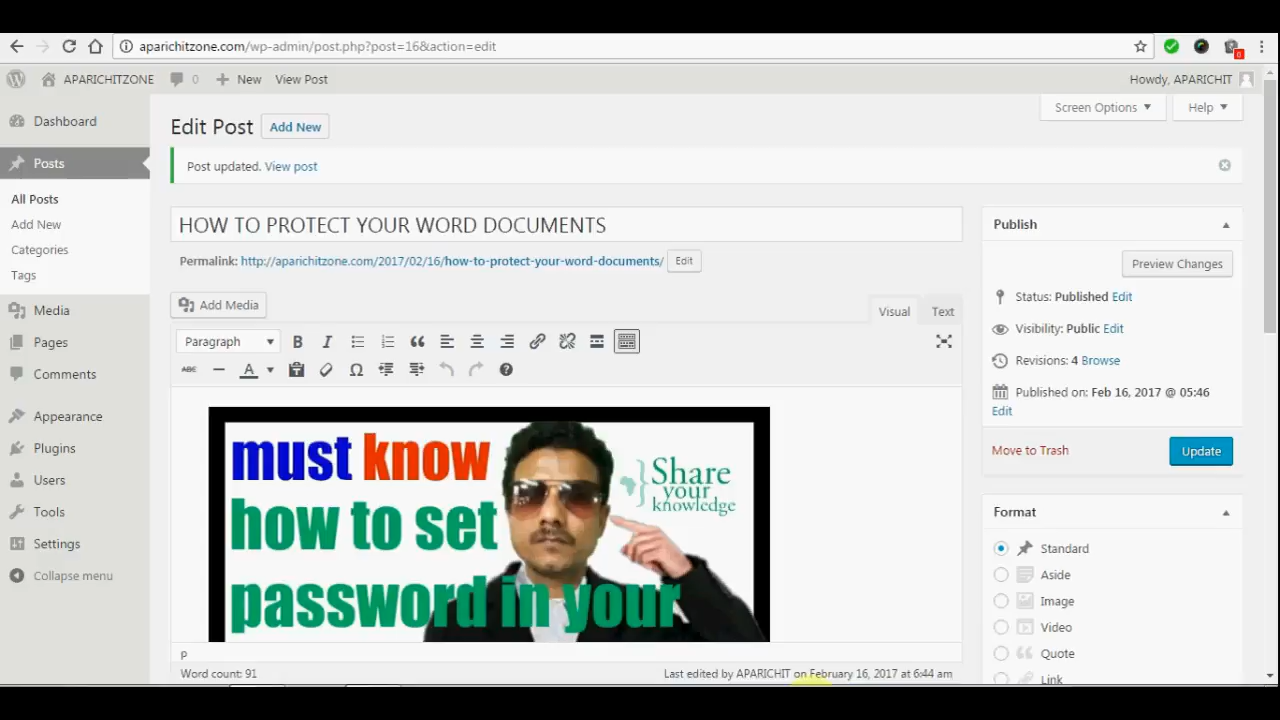 aparichitzone.com/wp-admin/post.php?post=16&action=edit
APARICHITZONE 0 New View Post Howdy, APARICHIT
Screen Options Help
Dashboard
Posts
All Posts
Add New
Categories
Tags
Media
Pages
Comments
Appearance
Plugins
Users
Tools
Settings
Collapse menu
Edit Post Add New
Post updated. View post
HOW TO PROTECT YOUR WORD DOCUMENTS
Permalink: http://aparichitzone.com/2017/02/16/how-to-protect-your-word-documents/ Edit
Add Media
Visual Text
Paragraph B I
ABC A
must know
how to set
password in your
Share
your
knowledge
p
Word count: 91
Last edited by APARICHIT on February 16, 2017 at 6:44 am
Publish
Preview Changes
Status: Published Edit
Visibility: Public Edit
Revisions: 4 Browse
Published on: Feb 16, 2017 @ 05:46
Edit
Move to Trash Update
Format
Standard
Aside
Image
Video
Quote
Link